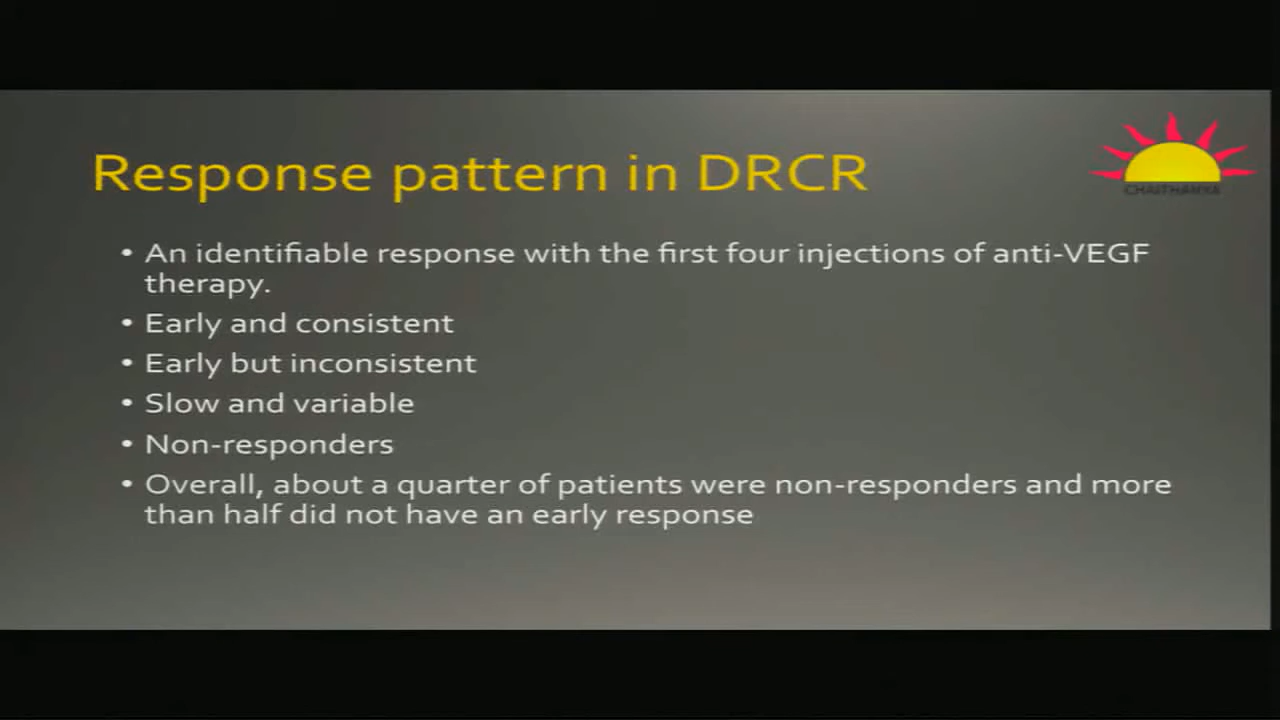 Response pattern in DRCR
CHAITHANYA
• An identifiable response with the first four injections of anti-VEGF
therapy.
• Early and consistent
• Early but inconsistent
• Slow and variable
• Non-responders
• Overall, about a quarter of patients were non-responders and more
than half did not have an early response